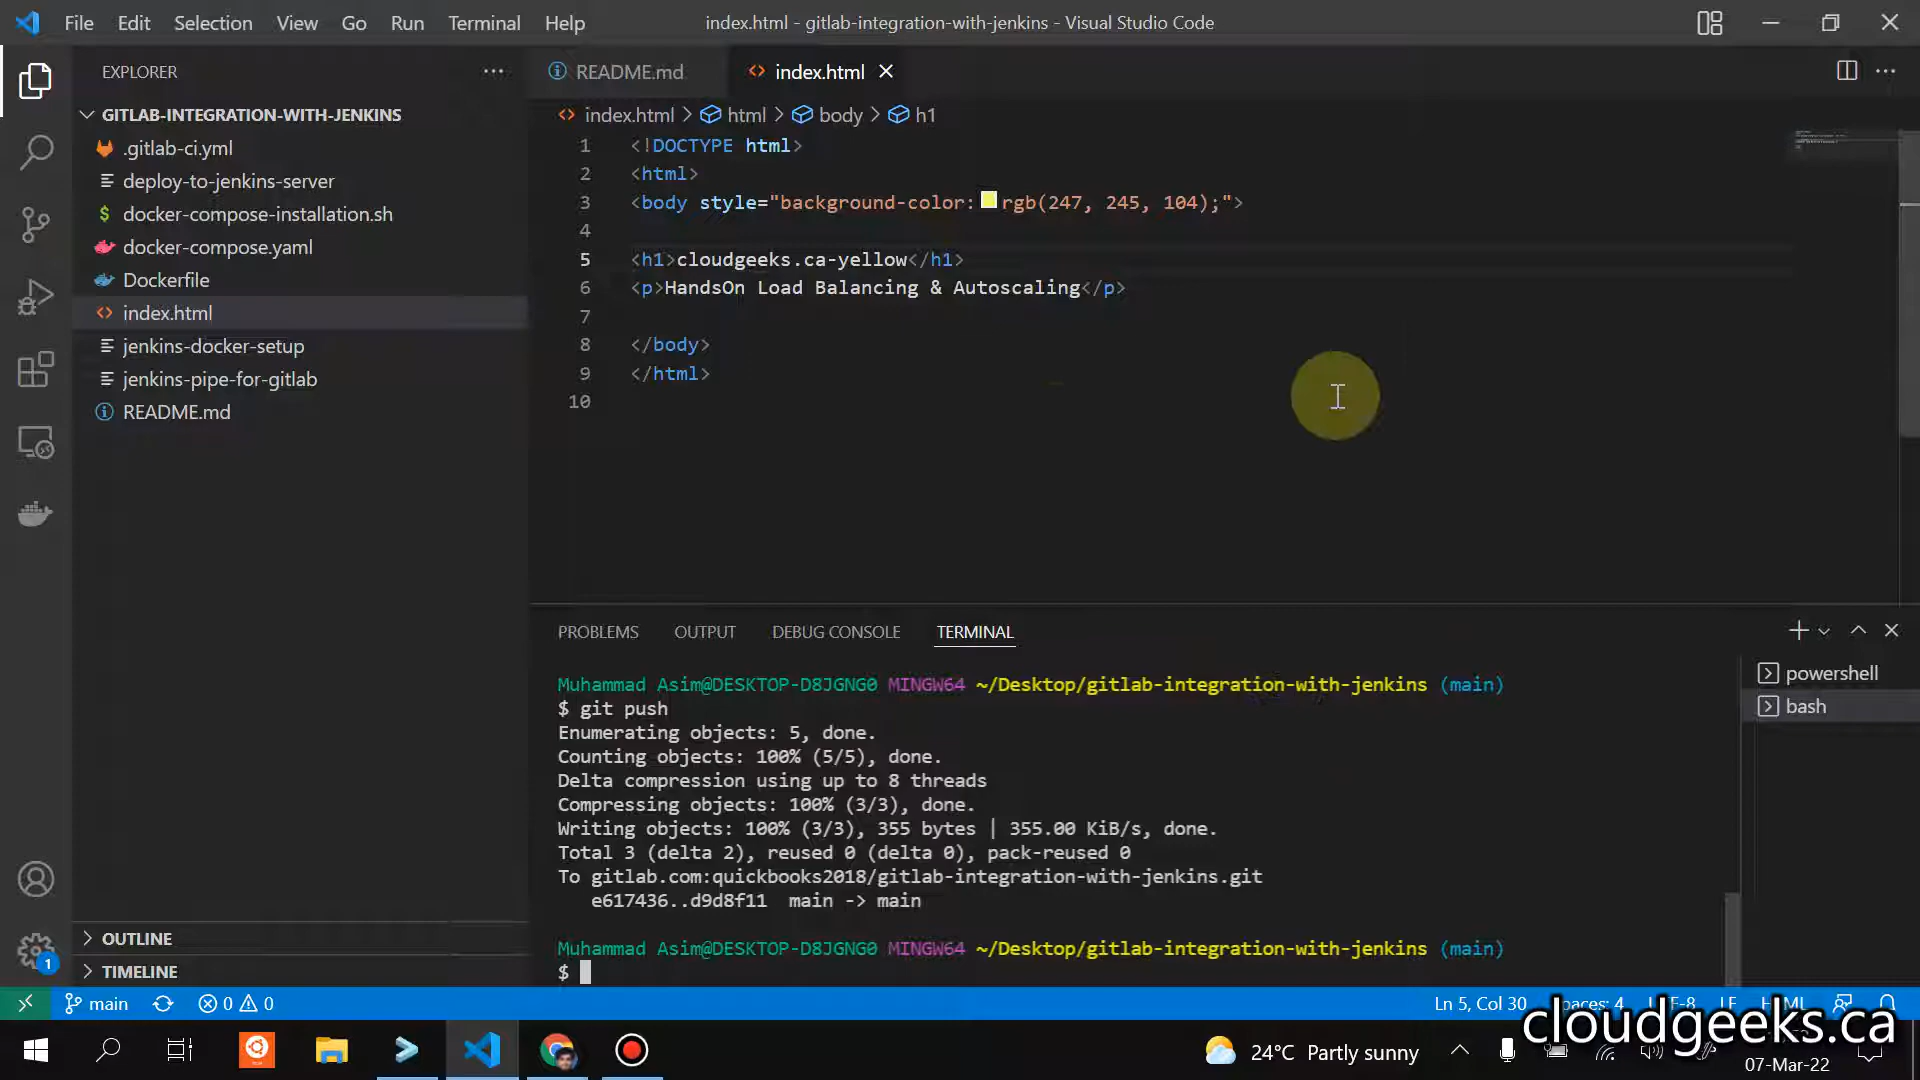 File Edit Selection View Go Run Terminal Help
index.html - gitlab-integration-with-jenkins - Visual Studio Code
EXPLORER
README.md
index.html
GITLAB-INTEGRATION-WITH-JENKINS
.gitlab-ci.yml
deploy-to-jenkins-server
docker-compose-installation.sh
docker-compose.yaml
Dockerfile
index.html
jenkins-docker-setup
jenkins-pipe-for-gitlab
README.md
OUTLINE
TIMELINE
index.html > html > body > h1
1 <!DOCTYPE html>
2 <html>
3 <body style="background-color: rgb(247, 245, 104);">
4
5 <h1>cloudgeeks.ca-yellow</h1>
6 <p>HandsOn Load Balancing & Autoscaling</p>
7
8 </body>
9 </html>
10
PROBLEMS OUTPUT DEBUG CONSOLE TERMINAL
powershell
bash
Muhammad Asim@DESKTOP-D8JGNG0 MINGW64 ~/Desktop/gitlab-integration-with-jenkins (main)
$ git push
Enumerating objects: 5, done.
Counting objects: 100% (5/5), done.
Delta compression using up to 8 threads
Compressing objects: 100% (3/3), done.
Writing objects: 100% (3/3), 355 bytes | 355.00 KiB/s, done.
Total 3 (delta 2), reused 0 (delta 0), pack-reused 0
To gitlab.com:quickbooks2018/gitlab-integration-with-jenkins.git
e617436..d9d8f11 main -> main
Muhammad Asim@DESKTOP-D8JGNG0 MINGW64 ~/Desktop/gitlab-integration-with-jenkins (main)
$
1
main 0 0
Ln 5, Col 30 Spaces: 4 UTF-8 LF HTML
cloudgeeks.ca
24°C Partly sunny
07-Mar-22